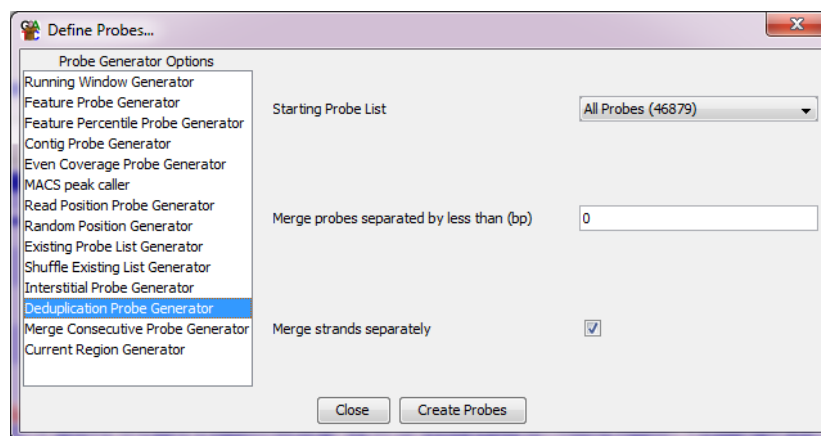 Define Probes...
Probe Generator Options
Running Window Generator
Feature Probe Generator
Feature Percentile Probe Generator
Contig Probe Generator
Even Coverage Probe Generator
MACS peak caller
Read Position Probe Generator
Random Position Generator
Existing Probe List Generator
Shuffle Existing List Generator
Interstitial Probe Generator
Deduplication Probe Generator
Merge Consecutive Probe Generator
Current Region Generator
Starting Probe List All Probes (46879)
Merge probes separated by less than (bp) 0
Merge strands separately
Close Create Probes